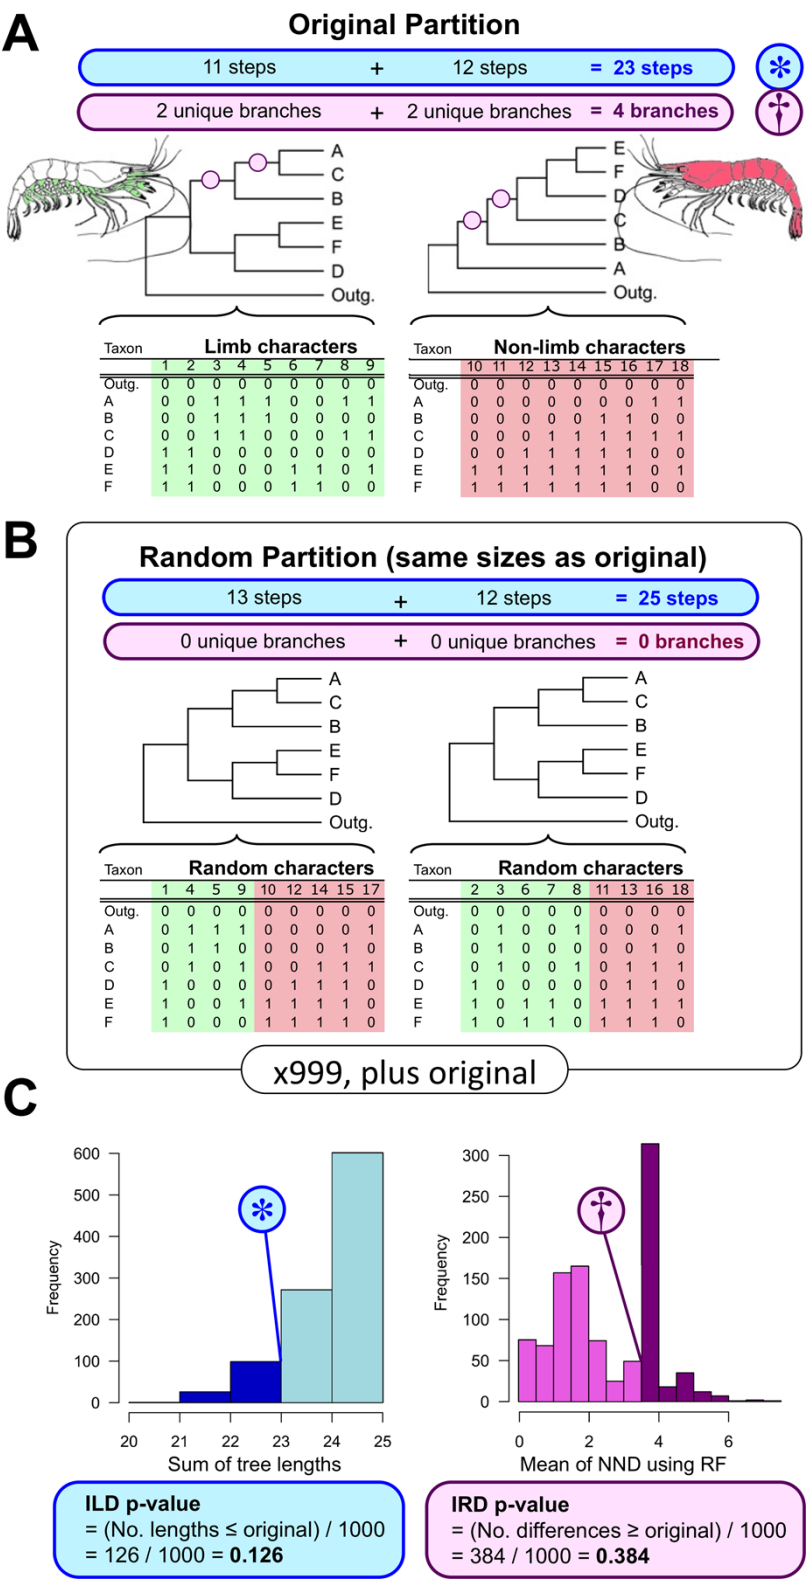 A
Original Partition
11 steps + 12 steps = 23 steps *
2 unique branches + 2 unique branches = 4 branches †
A
C
B
E
F
D
Outg.
E
F
D
C
B
A
Outg.
Taxon Limb characters
1 2 3 4 5 6 7 8 9
Outg. 0 0 0 0 0 0 0 0 0
A 0 0 1 1 1 0 0 1 1
B 0 0 1 1 1 0 0 0 0
C 0 0 1 1 0 0 0 1 1
D 1 1 0 0 0 0 0 0 0
E 1 1 0 0 0 1 1 0 1
F 1 1 0 0 0 1 1 0 0
Taxon Non-limb characters
10 11 12 13 14 15 16 17 18
Outg. 0 0 0 0 0 0 0 0 0
A 0 0 0 0 0 0 0 1 1
B 0 0 0 0 0 1 1 0 0
C 0 0 0 1 1 1 1 1 1
D 0 0 1 1 1 1 1 0 0
E 1 1 1 1 1 1 1 0 1
F 1 1 1 1 1 1 1 0 0
B
Random Partition (same sizes as original)
13 steps + 12 steps = 25 steps
0 unique branches + 0 unique branches = 0 branches
A
C
B
E
F
D
Outg.
A
C
B
E
F
D
Outg.
Taxon Random characters
1 4 5 9 10 12 14 15 17
Outg. 0 0 0 0 0 0 0 0 0
A 0 1 1 1 0 0 0 0 1
B 0 1 1 0 0 0 0 1 0
C 0 1 0 1 0 0 1 1 1
D 1 0 0 0 0 1 1 1 0
E 1 0 0 1 1 1 1 1 0
F 1 0 0 0 1 1 1 1 0
Taxon Random characters
2 3 6 7 8 11 13 16 18
Outg. 0 0 0 0 0 0 0 0 0
A 0 1 0 0 1 0 0 0 1
B 0 1 0 0 0 0 0 1 0
C 0 1 0 0 1 0 1 1 1
D 1 0 0 0 0 0 1 1 0
E 1 0 1 1 0 1 1 1 1
F 1 0 1 1 0 1 1 1 0
x999, plus original
C
Frequency
600
500
400
300
200
100
0
*
20 21 22 23 24 25
Sum of tree lengths
Frequency
300
250
200
150
100
50
0
†
0 2 4 6
Mean of NND using RF
ILD p-value
= (No. lengths ≤ original) / 1000
= 126 / 1000 = 0.126
IRD p-value
= (No. differences ≥ original) / 1000
= 384 / 1000 = 0.384